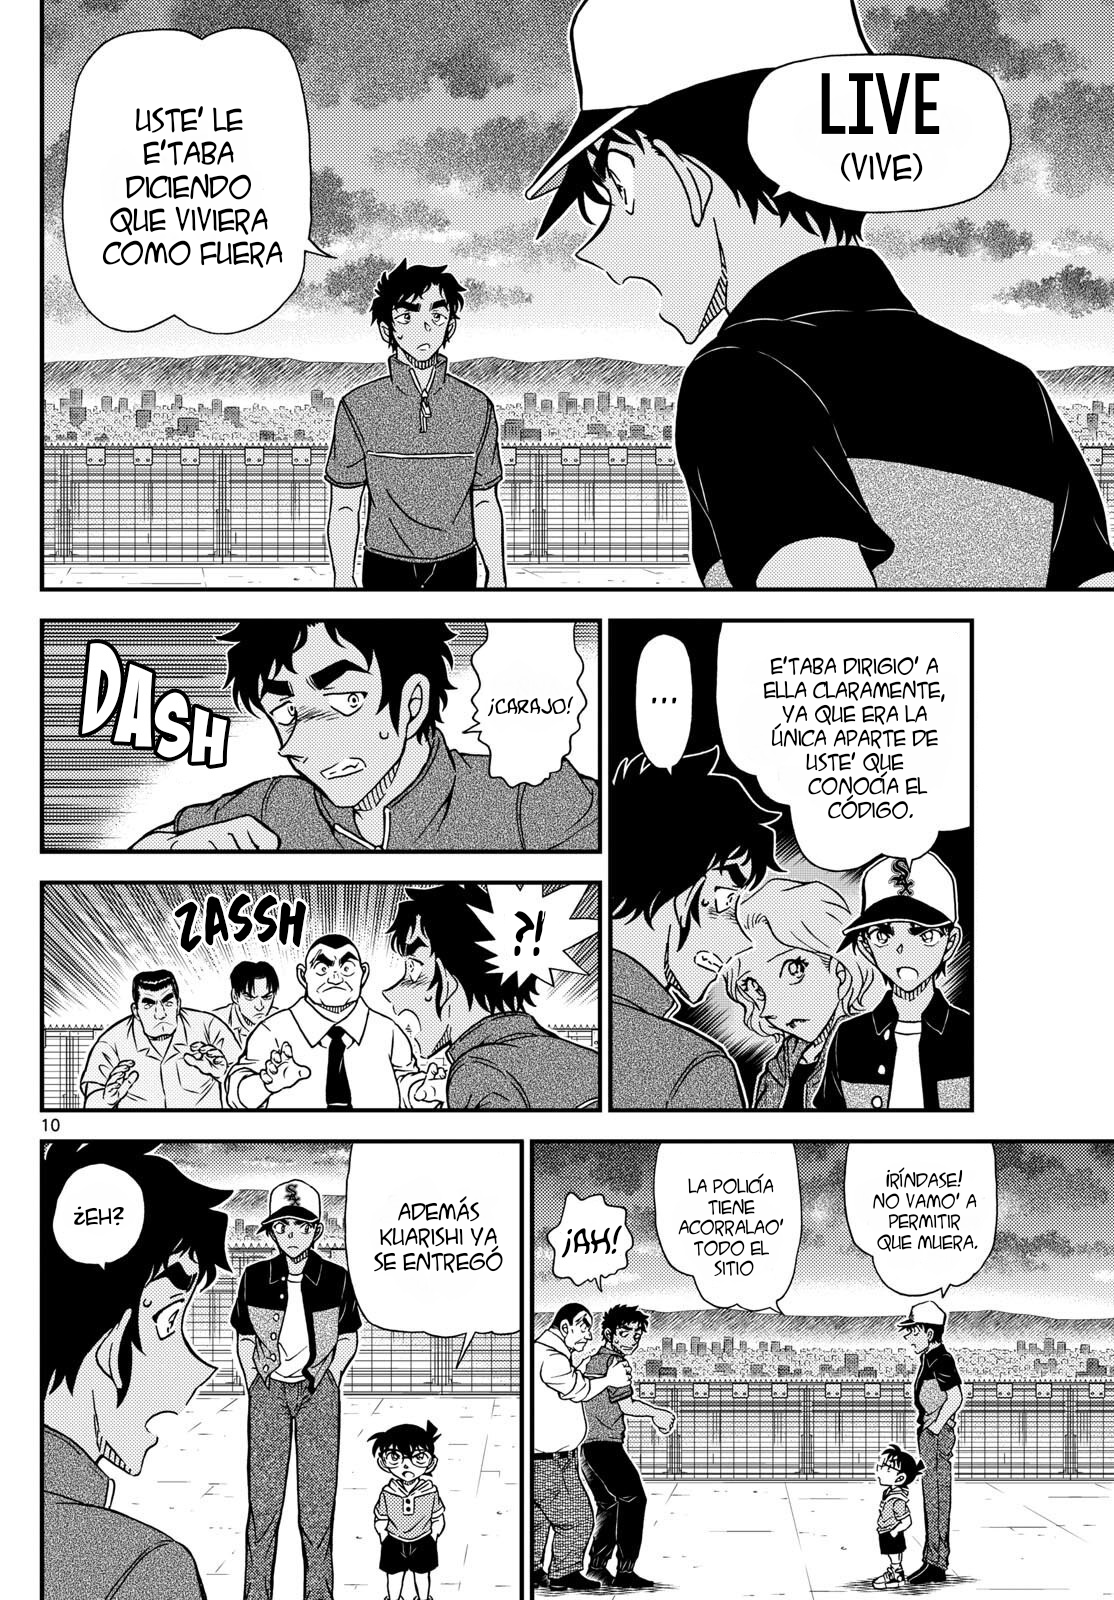 LIVE
(VIVE)
USTE' LE
E'TABA
DICIENDO
QUE VIVIERA
COMO FUERA
E'TABA DIRIGIO' A
ELLA CLARAMENTE,
YA QUE ERA LA
ÚNICA APARTE DE
USTE' QUE
CONOCÍA EL
CÓDIGO.
...
SOX
¡CARAJO!
DASH
?!
ZASSH
10
¡RÍNDASE!
NO VAMO' A
PERMITIR
QUE MUERA.
LA POLICÍA
TIENE
ACORRALAO'
TODO EL
SITIO
¡AH!
ADEMÁS
KUARISHI YA
SE ENTREGÓ
SOX
¿EH?